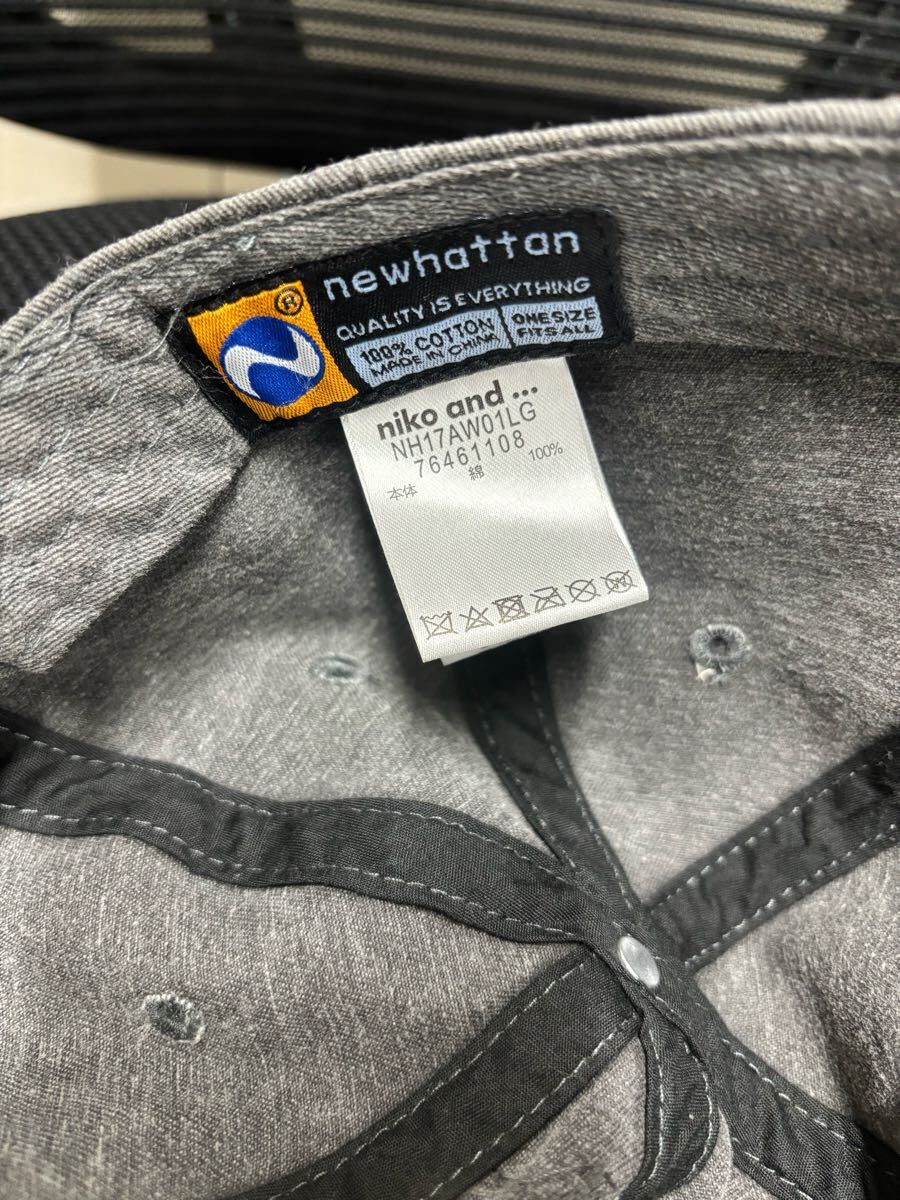 newhattan
®
QUALITY IS EVERYTHING
100% COTTON
MADE IN CHINA
ONE SIZE
FITS ALL
niko and ...
NH17AW01LG
76461108
本体 綿 100%